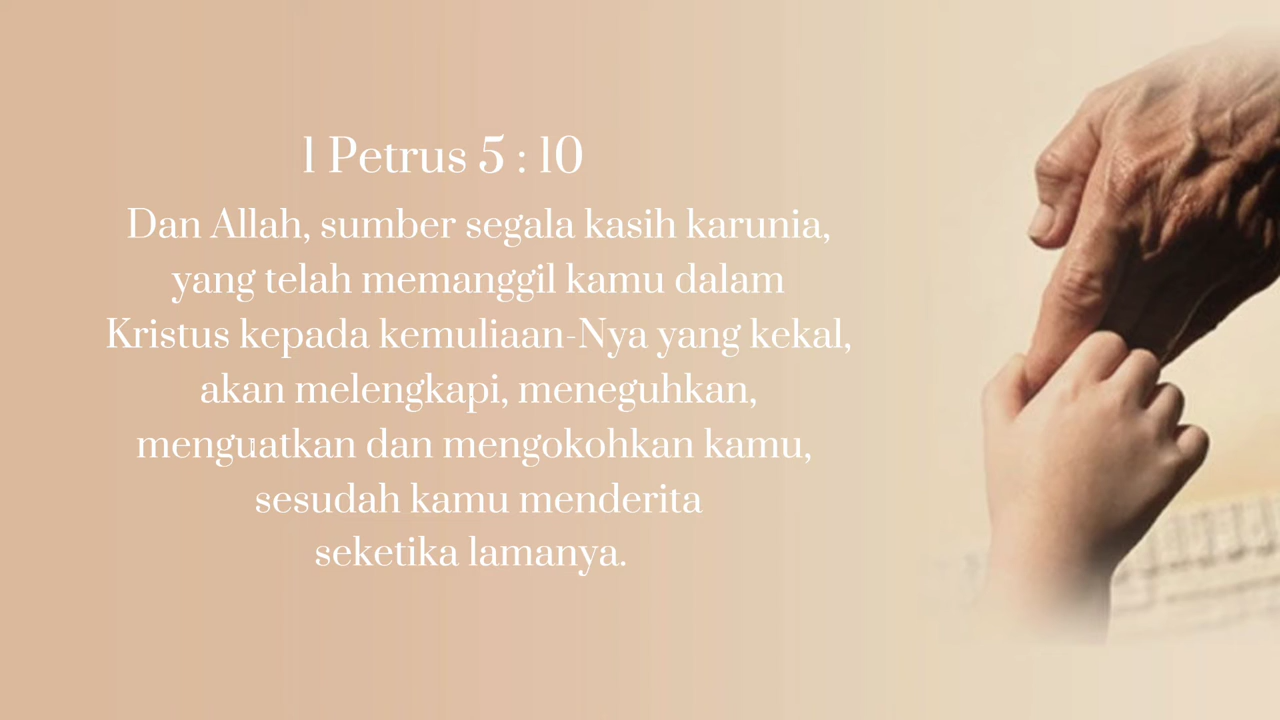 1 Petrus 5 : 10
Dan Allah, sumber segala kasih karunia,
yang telah memanggil kamu dalam
Kristus kepada kemuliaan-Nya yang kekal,
akan melengkapi, meneguhkan,
menguatkan dan mengokohkan kamu,
sesudah kamu menderita
seketika lamanya.